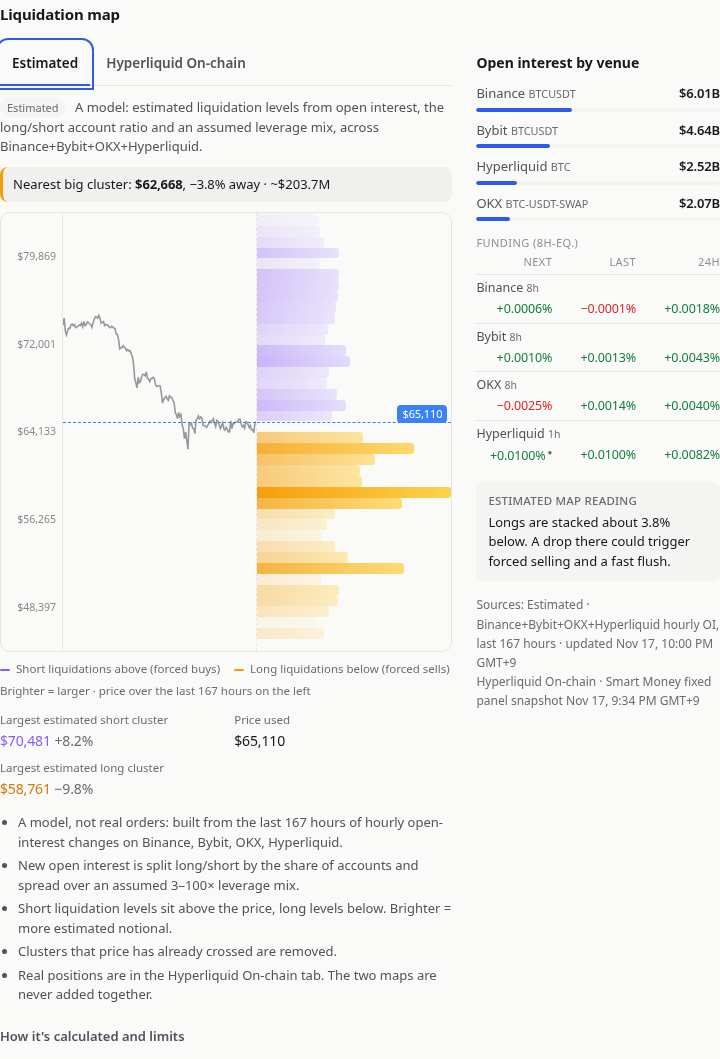 Liquidation map
Estimated
Hyperliquid On-chain
Estimated A model: estimated liquidation levels from open interest, the
long/short account ratio and an assumed leverage mix, across
Binance+Bybit+OKX+Hyperliquid.
Nearest big cluster: $62,668, −3.8% away · ~$203.7M
$79,869
$72,001
$65,110
$64,133
$56,265
$48,397
Short liquidations above (forced buys)
Long liquidations below (forced sells)
Brighter = larger · price over the last 167 hours on the left
Largest estimated short cluster
$70,481 +8.2%
Price used
$65,110
Largest estimated long cluster
$58,761 −9.8%
• A model, not real orders: built from the last 167 hours of hourly open-
interest changes on Binance, Bybit, OKX, Hyperliquid.
• New open interest is split long/short by the share of accounts and
spread over an assumed 3–100× leverage mix.
• Short liquidation levels sit above the price, long levels below. Brighter =
more estimated notional.
• Clusters that price has already crossed are removed.
• Real positions are in the Hyperliquid On-chain tab. The two maps are
never added together.
How it's calculated and limits
Open interest by venue
Binance BTCUSDT $6.01B
Bybit BTCUSDT $4.64B
Hyperliquid BTC $2.52B
OKX BTC-USDT-SWAP $2.07B
FUNDING (8H-EQ.)
NEXT LAST 24H
Binance 8h
+0.0006% −0.0001% +0.0018%
Bybit 8h
+0.0010% +0.0013% +0.0043%
OKX 8h
−0.0025% +0.0014% +0.0040%
Hyperliquid 1h
+0.0100%* +0.0100% +0.0082%
ESTIMATED MAP READING
Longs are stacked about 3.8%
below. A drop there could trigger
forced selling and a fast flush.
Sources: Estimated ·
Binance+Bybit+OKX+Hyperliquid hourly OI,
last 167 hours · updated Nov 17, 10:00 PM
GMT+9
Hyperliquid On-chain · Smart Money fixed
panel snapshot Nov 17, 9:34 PM GMT+9